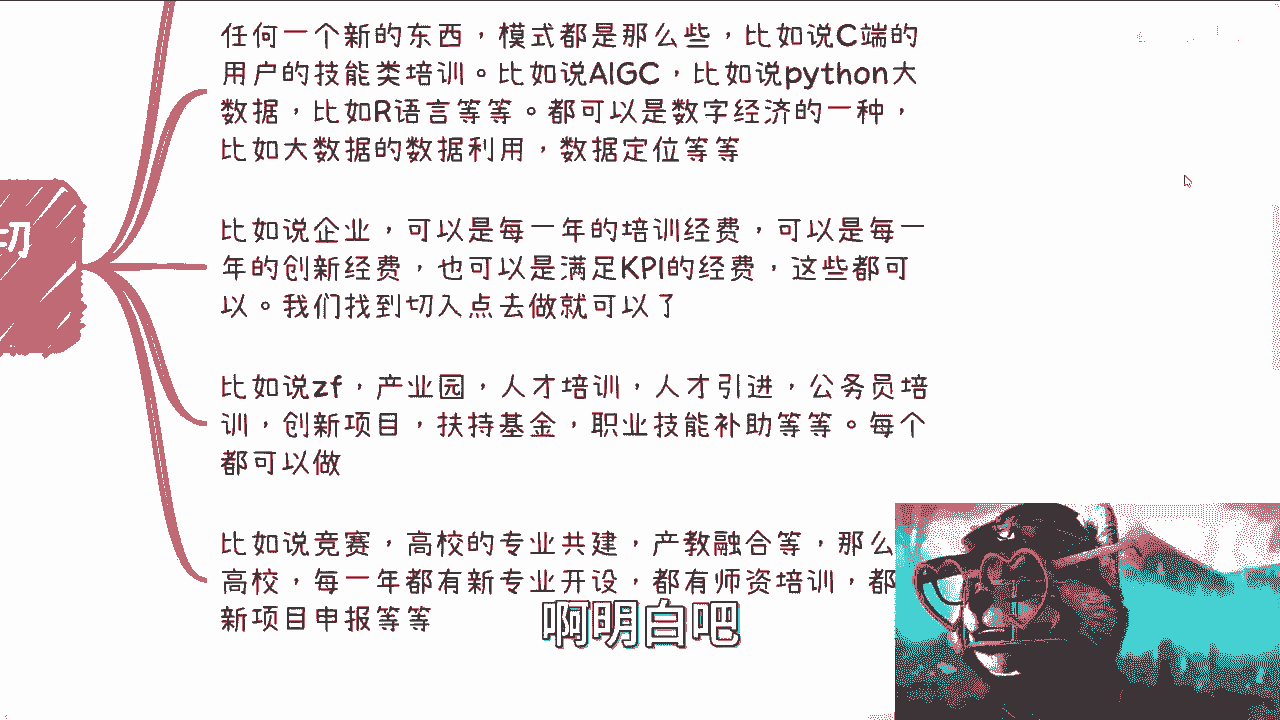 任何一个新的东西，模式都是那么些，比如说C端的
用户的技能类培训。比如说AIGC，比如说python大
数据，比如R语言等等。都可以是数字经济的一种，
比如大数据的数据利用，数据定位等等
切
比如说企业，可以是每一年的培训经费，可以是每一
年的创新经费，也可以是满足KPI的经费，这些都可
以。我们找到切入点去做就可以了
比如说zf，产业园，人才培训，人才引进，公务员培
训，创新项目，扶持基金，职业技能补助等等。每个
都可以做
比如说竞赛，高校的专业共建，产教融合等，那么
高校，每一年都有新专业开设，都有师资培训，都
新项目申报等等
啊明白吧